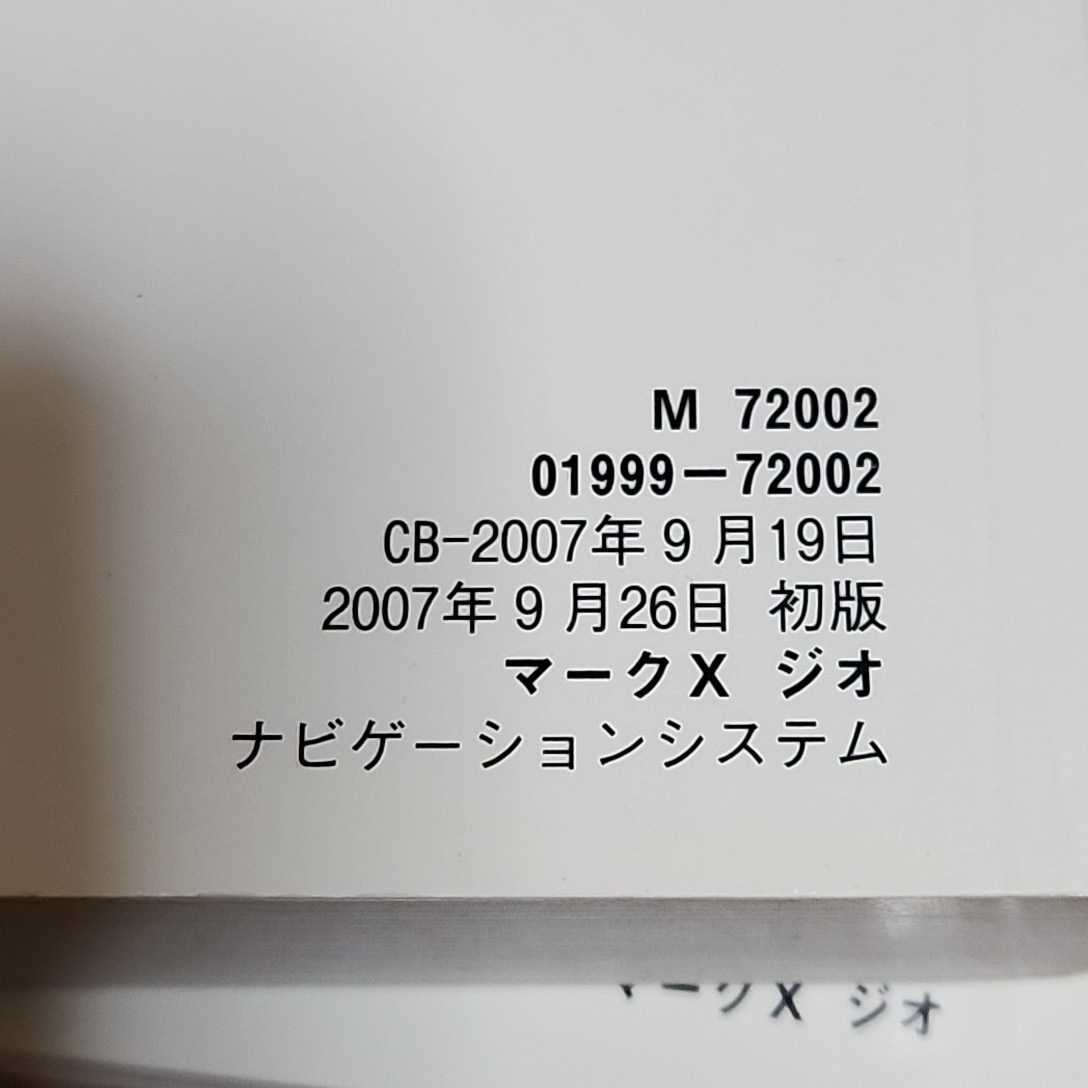 M 72002
01999－72002
CB-2007年9月19日
2007年9月26日 初版
マークX ジオ
ナビゲーションシステム
マークX ジオ